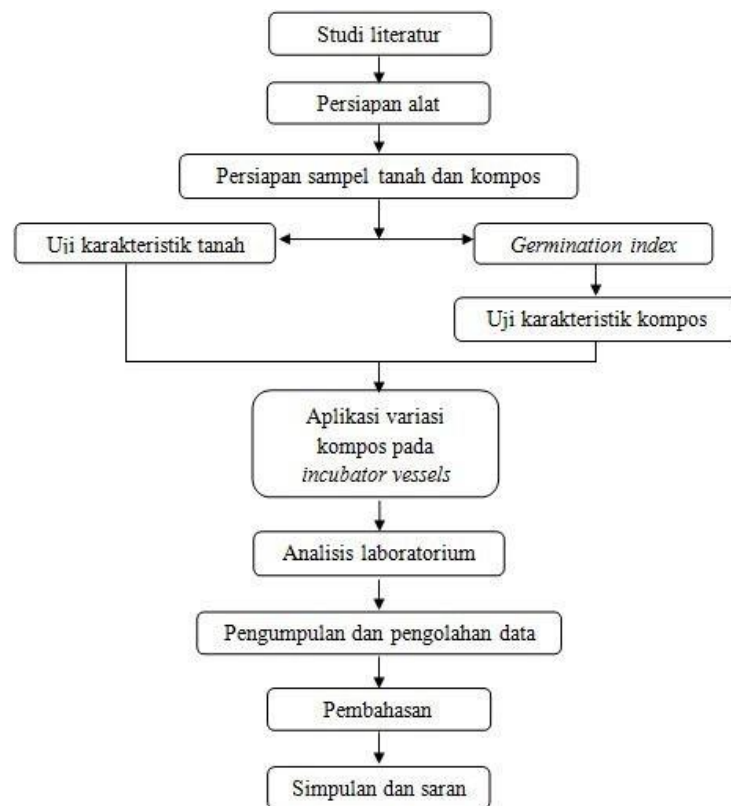 Studi literatur
Persiapan alat
Persiapan sampel tanah dan kompos
Uji karakteristik tanah
Germination index
Uji karakteristik kompos
Aplikasi variasi
kompos pada
incubator vessels
Analisis laboratorium
Pengumpulan dan pengolahan data
Pembahasan
Simpulan dan saran